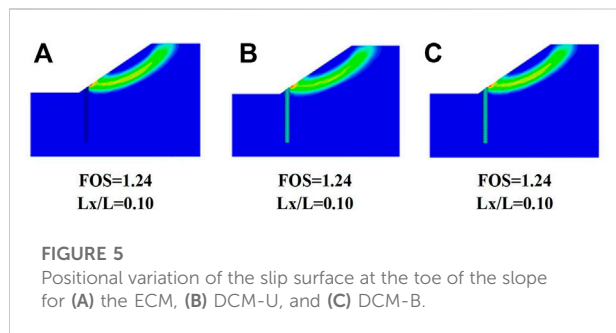 A B C
FOS=1.24 FOS=1.24 FOS=1.24
Lx/L=0.10 Lx/L=0.10 Lx/L=0.10
FIGURE 5
Positional variation of the slip surface at the toe of the slope
for (A) the ECM, (B) DCM-U, and (C) DCM-B.